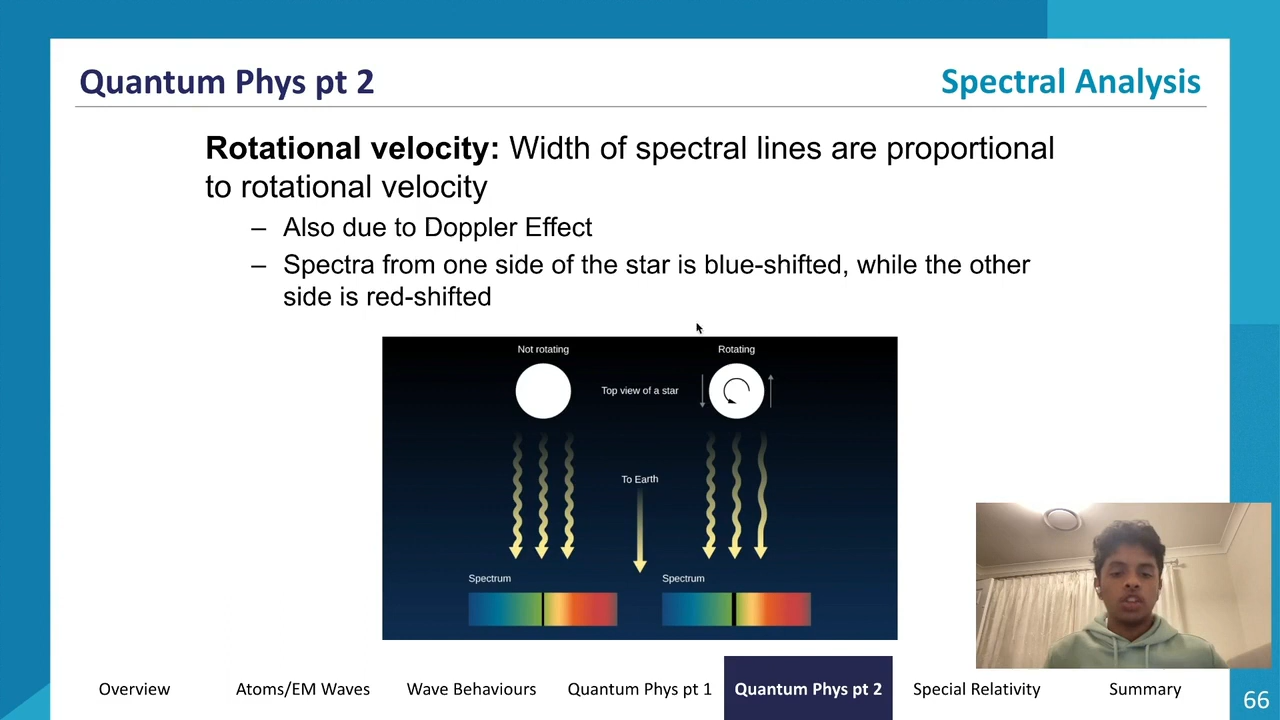 Quantum Phys pt 2
Spectral Analysis
Rotational velocity: Width of spectral lines are proportional
to rotational velocity
– Also due to Doppler Effect
– Spectra from one side of the star is blue-shifted, while the other
side is red-shifted
Not rotating
Rotating
Top view of a star
To Earth
Spectrum
Spectrum
Overview
Atoms/EM Waves
Wave Behaviours
Quantum Phys pt 1
Quantum Phys pt 2
Special Relativity
Summary
66